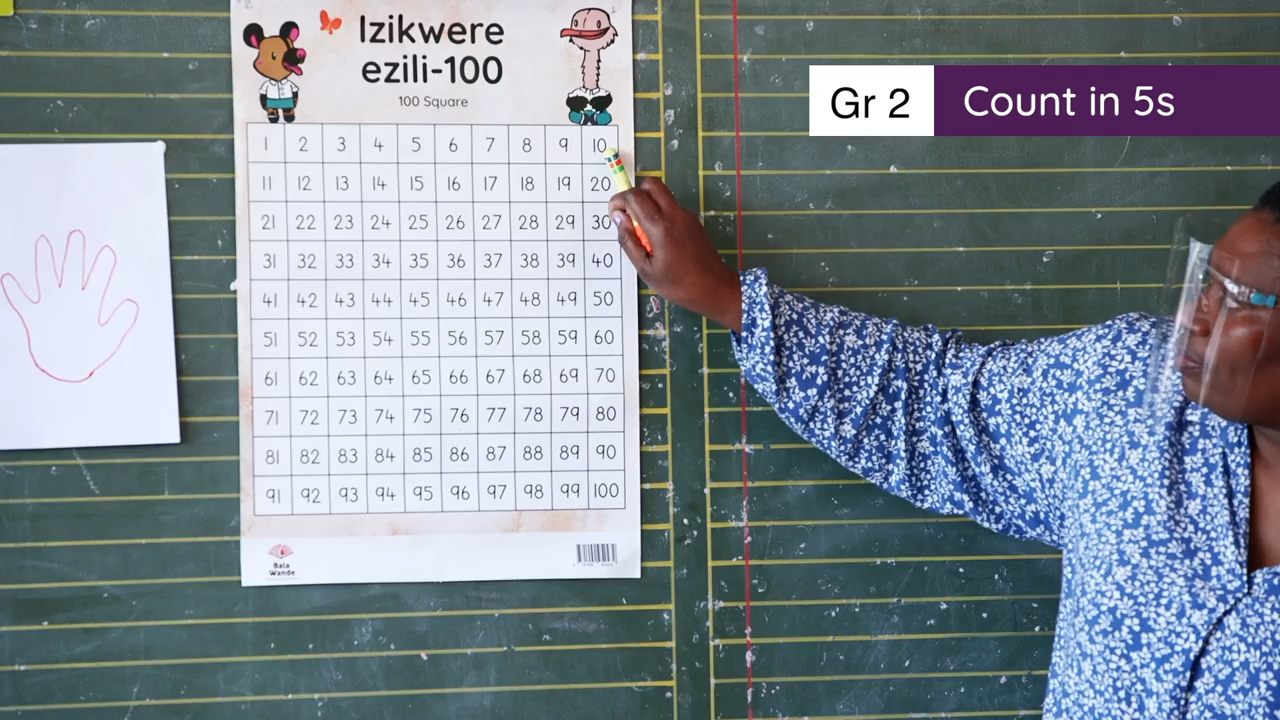 Izikwere
ezili-100
100 Square
Gr 2 Count in 5s
1 2 3 4 5 6 7 8 9 10
11 12 13 14 15 16 17 18 19 20
21 22 23 24 25 26 27 28 29 30
31 32 33 34 35 36 37 38 39 40
41 42 43 44 45 46 47 48 49 50
51 52 53 54 55 56 57 58 59 60
61 62 63 64 65 66 67 68 69 70
71 72 73 74 75 76 77 78 79 80
81 82 83 84 85 86 87 88 89 90
91 92 93 94 95 96 97 98 99 100
Bala
Wande